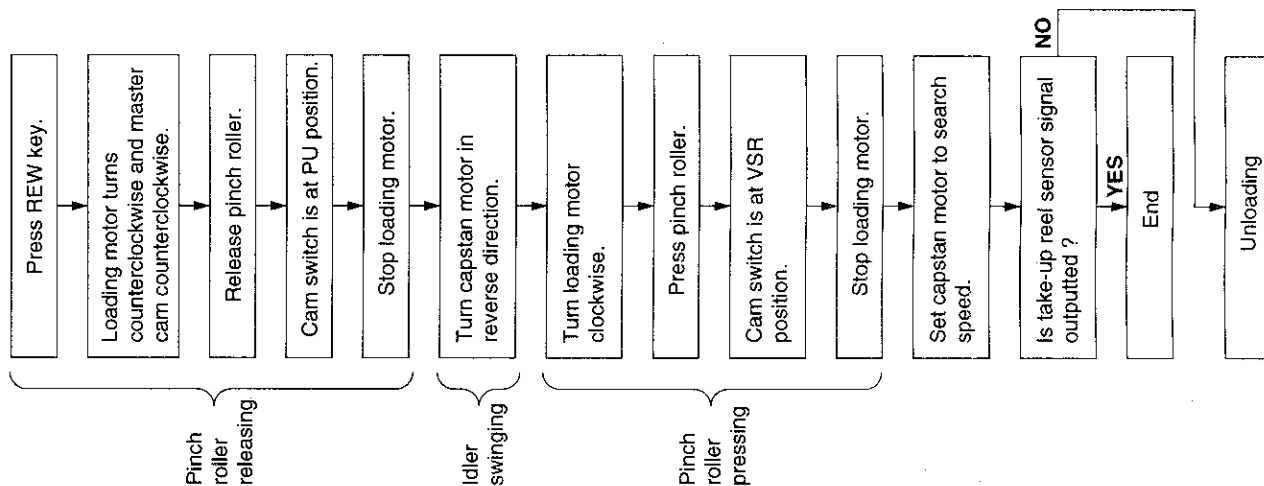 Press REW key.
Loading motor turns
counterclockwise and master
cam counterclockwise.
Release pinch roller.
Cam switch is at PU position.
Stop loading motor.
Pinch
roller
releasing
Turn capstan motor in
reverse direction.
Idler
swinging
Turn loading motor
clockwise.
Press pinch roller.
Cam switch is at VSR
position.
Stop loading motor.
Pinch
roller
pressing
Set capstan motor to search
speed.
Is take-up reel sensor signal
outputted ?
NO
YES
End
Unloading